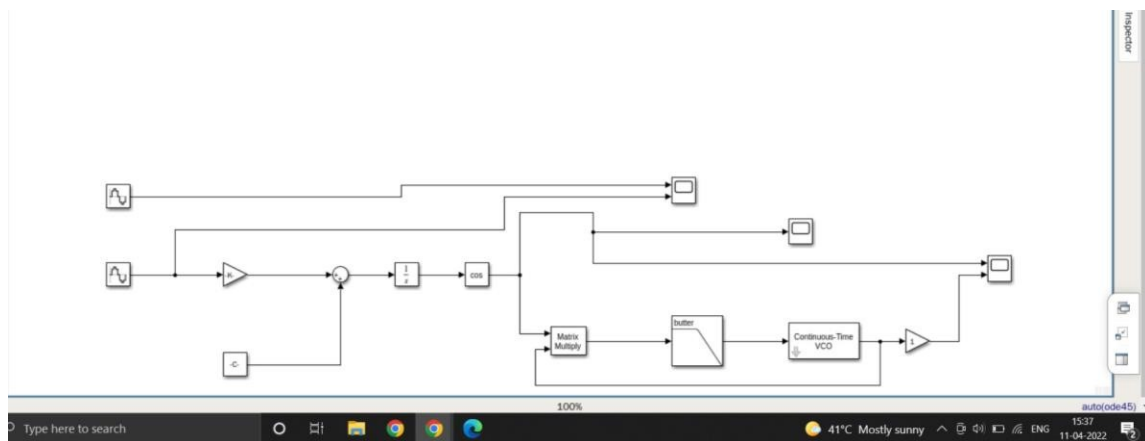 Inspector
-K-
1
s
cos
-C-
Matrix
Multiply
butter
Continuous-Time
VCO
1
100%
auto(ode45)
Type here to search
41°C Mostly sunny
ENG
15:37
11-04-2022
2